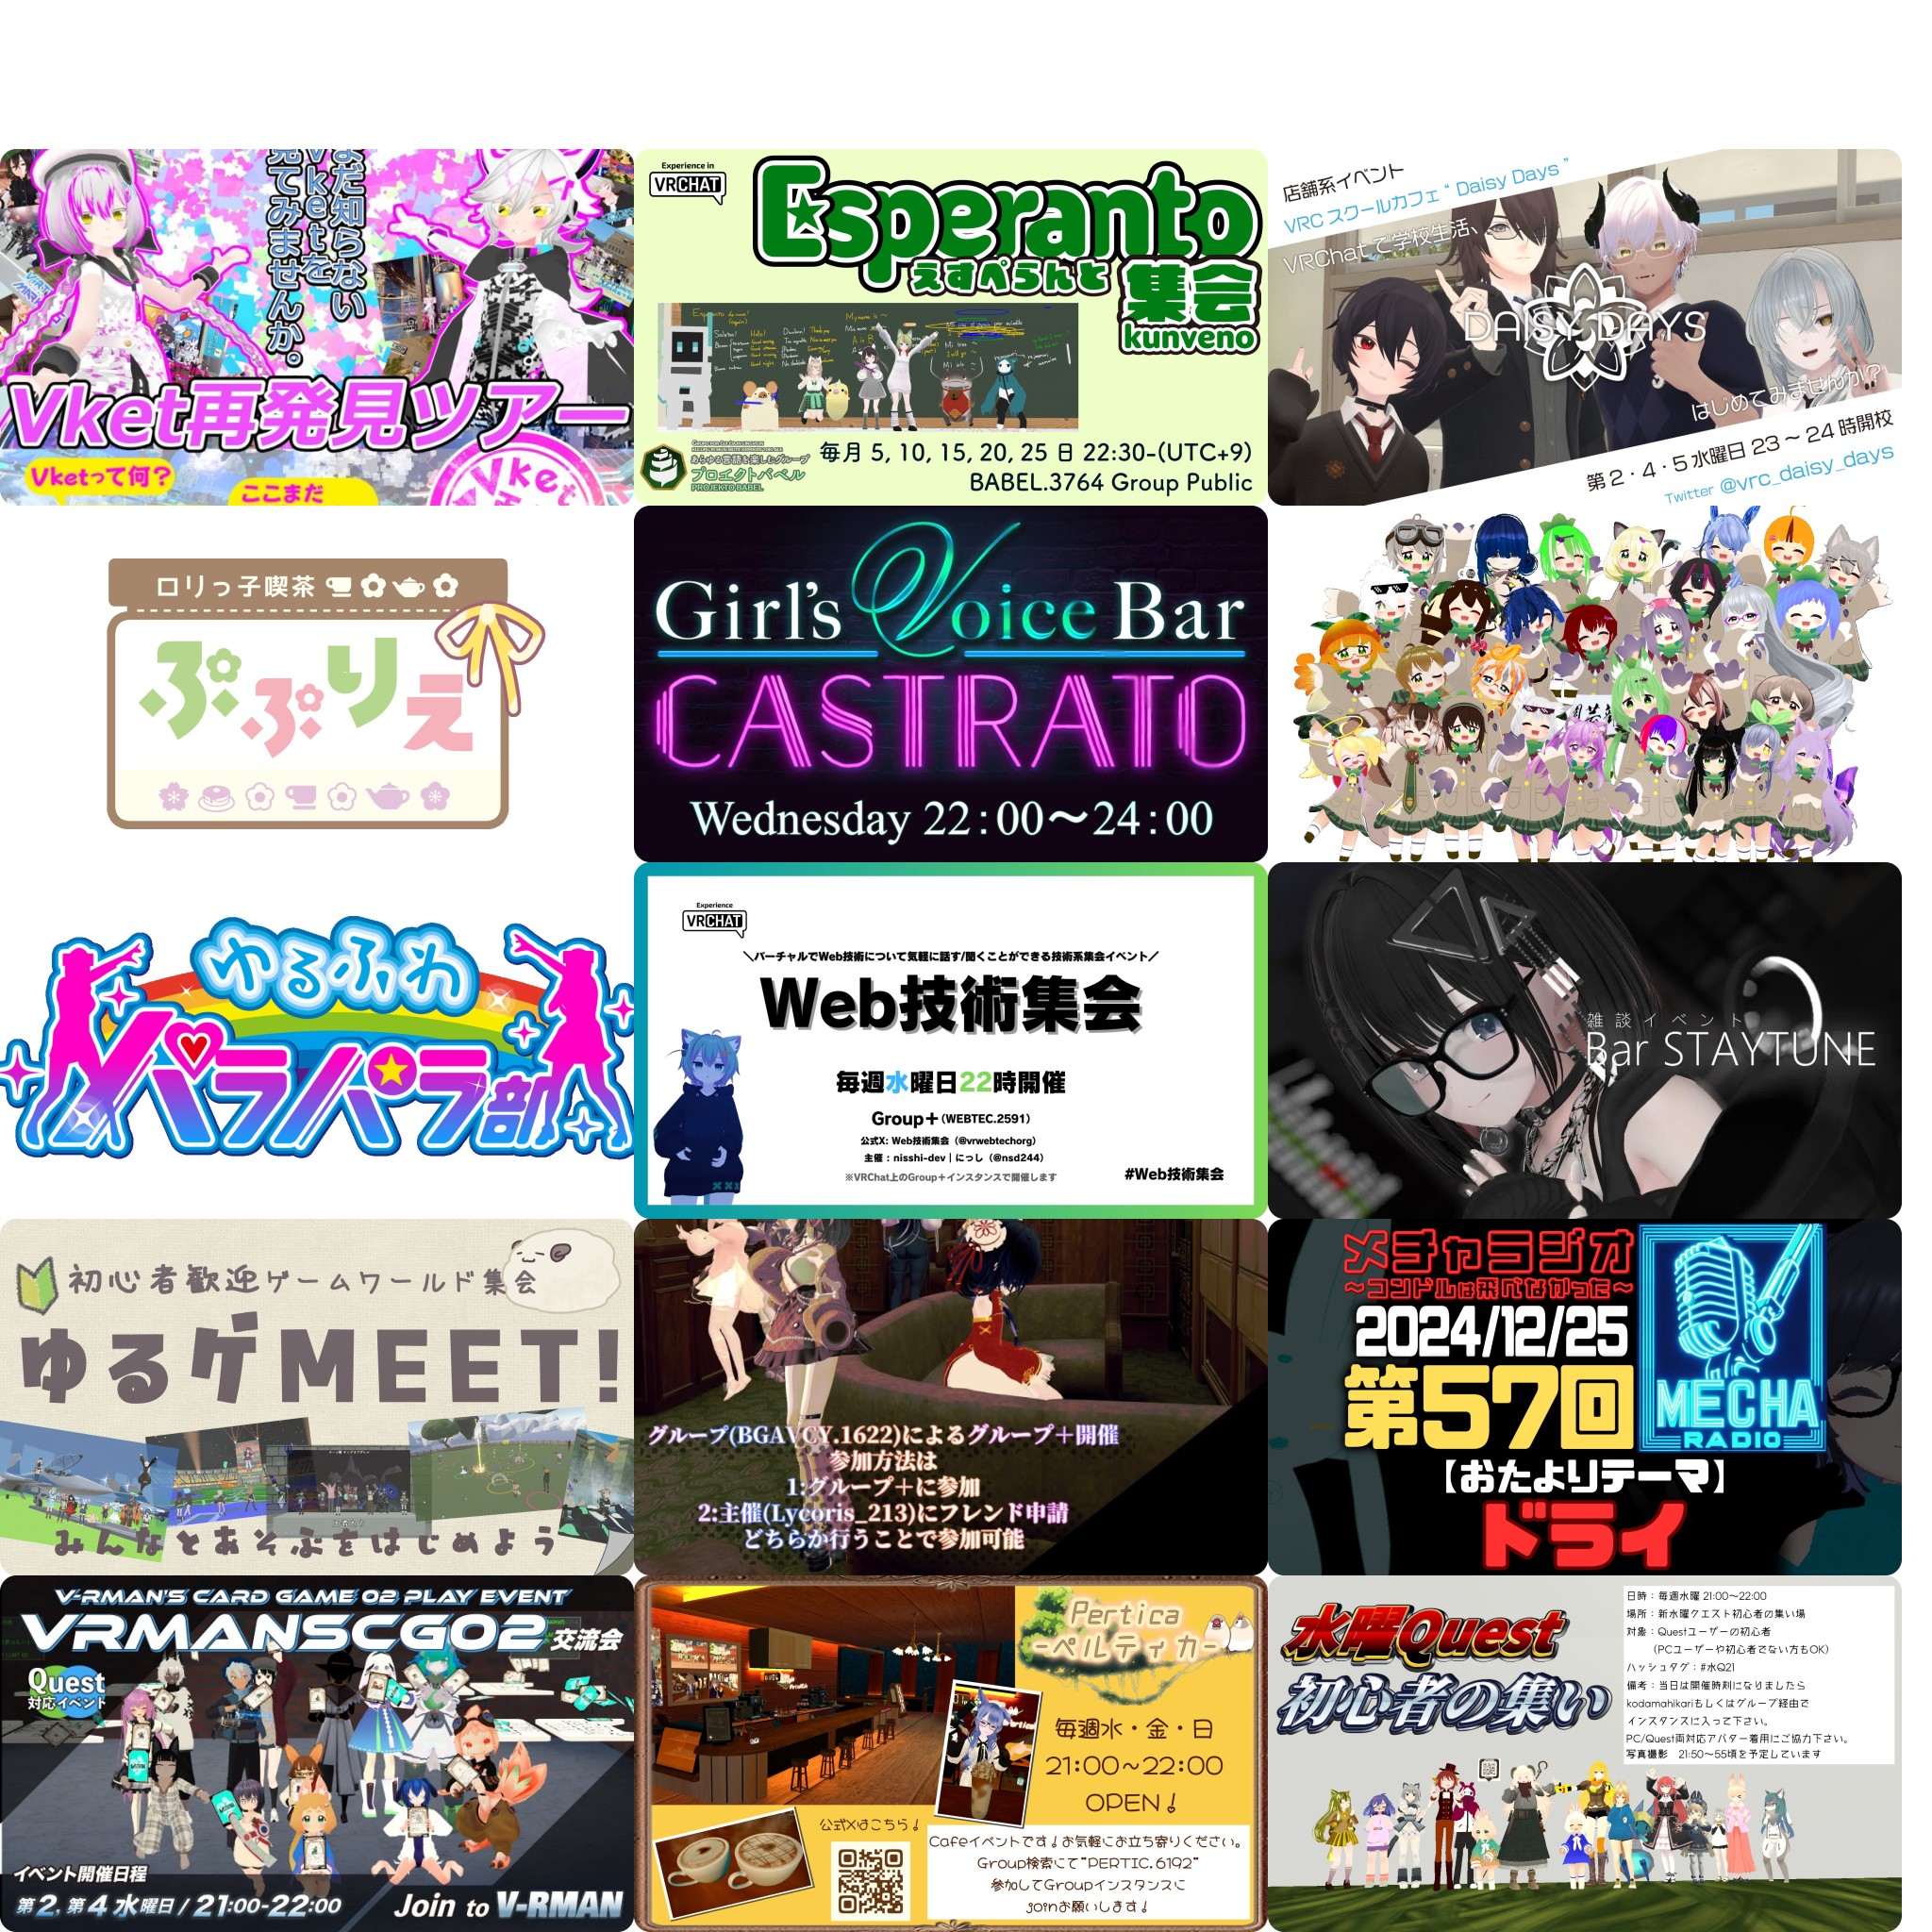 まだ知らない
Vketを
見てみませんか。
Vket再発見ツアー
Vketって何？
ここまだ
Vket
Experience in
VRCHAT
Esperanto
えすぺらんと
集会
kunveno
あらゆる言語を楽しむグループ
プロェクトバベル
PROJEKTO BABEL
毎月 5, 10, 15, 20, 25 日 22:30-(UTC+9)
BABEL.3764 Group Public
店舗系イベント
VRC スクールカフェ “ Daisy Days ”
VRChat で学校生活、
DAISY DAYS
はじめてみませんか!?
第 2・4・5 水曜日 23 ～ 24 時開校
Twitter @vrc_daisy_days
ロリっ子喫茶
ぷぷりえ
Girl's Voice Bar
CASTRATO
Wednesday 22：00～24：00
ゆるふわ
パラパラ部
Experience
VRCHAT
＼バーチャルでWeb技術について気軽に話す/聞くことができる技術系集会イベント／
Web技術集会
毎週水曜日22時開催
Group＋(WEBTEC.2591)
公式X: Web技術集会（@vrwebtechorg）
主催：nisshi-dev｜にっし（@nsd244）
※VRChat上のGroup＋インスタンスで開催します
#Web技術集会
雑談イベント
Bar STAYTUNE
初心者歓迎ゲームワールド集会
ゆるゲMEET!
みんなとあそぶをはじめよう
グループ(BGAVCY.1622)によるグループ＋開催
参加方法は
1:グループ＋に参加
2:主催(Lycoris_213)にフレンド申請
どちらか行うことで参加可能
メチャラジオ
～コンドルは飛べなかった～
2024/12/25
第57回
MECHA
RADIO
【おたよりテーマ】
ドライ
V-RMAN'S CARD GAME 02 PLAY EVENT
VRMANSCG02交流会
Quest
対応イベント
イベント開催日程
第2, 第4 水曜日 / 21:00-22:00
Join to V-RMAN
Pertica
-ペルティカ-
毎週水・金・日
21:00～22:00
OPEN！
公式Xはこちら！
Cafeイベントです！お気軽にお立ち寄りください。
Group検索にて"PERTIC.6192"
参加してGroupインスタンスに
joinお願いします！
水曜Quest
初心者の集い
日時：毎週水曜 21:00～22:00
場所：新水曜クエスト初心者の集い場
対象：Questユーザーの初心者
（PCユーザーや初心者でない方もOK）
ハッシュタグ：#水Q21
備考：当日は開催時刻になりましたら
kodamahikariもしくはグループ経由で
インスタンスに入って下さい。
PC/Quest両対応アバター着用にご協力下さい。
写真撮影　21:50～55頃を予定しています